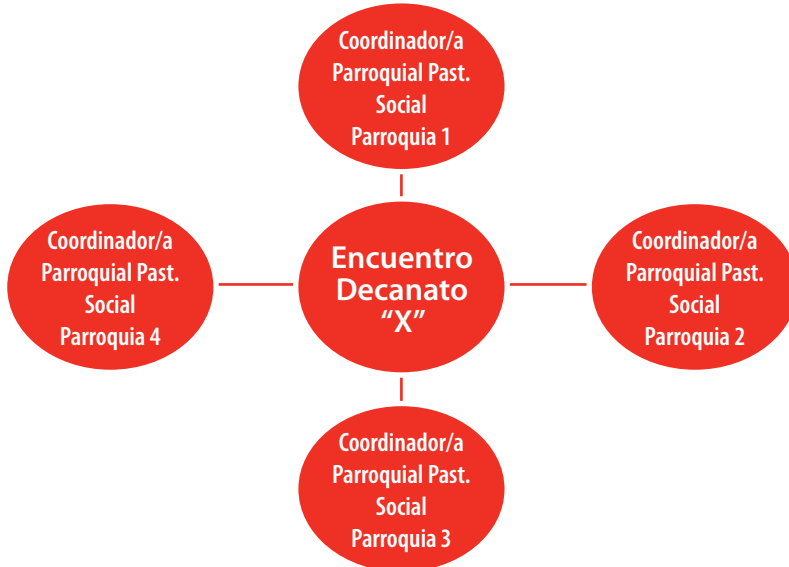 Coordinador/a
Parroquial Past.
Social
Parroquia 1
Coordinador/a
Parroquial Past.
Social
Parroquia 4
Encuentro
Decanato
“X”
Coordinador/a
Parroquial Past.
Social
Parroquia 2
Coordinador/a
Parroquial Past.
Social
Parroquia 3